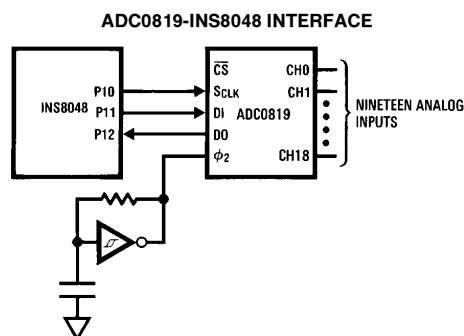 ADC0819-INS8048 INTERFACE
INS8048
P10
P11
P12
CS
SCLK
DI
DO
ϕ2
ADC0819
CH0
CH1
CH18
NINETEEN ANALOG
INPUTS